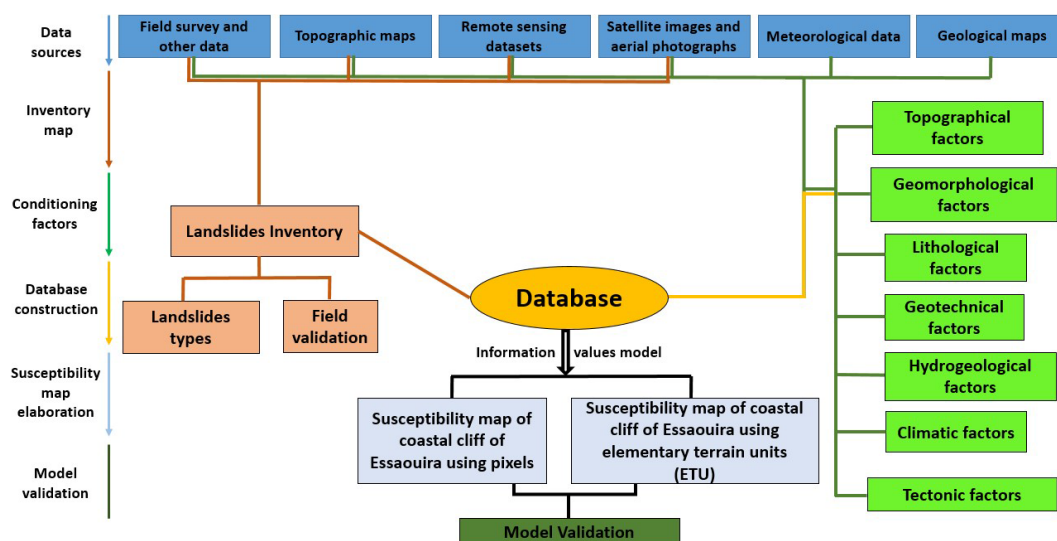 Data
sources
Field survey and
other data
Topographic maps
Remote sensing
datasets
Satellite images and
aerial photographs
Meteorological data
Geological maps
Inventory
map
Topographical
factors
Conditioning
factors
Landslides Inventory
Geomorphological
factors
Lithological
factors
Database
construction
Landslides
types
Field
validation
Database
Geotechnical
factors
Information values model
Susceptibility
map
elaboration
Hydrogeological
factors
Susceptibility map of
coastal cliff of
Essaouira using pixels
Susceptibility map of coastal
cliff of Essaouira using
elementary terrain units
(ETU)
Climatic factors
Model
validation
Tectonic factors
Model Validation